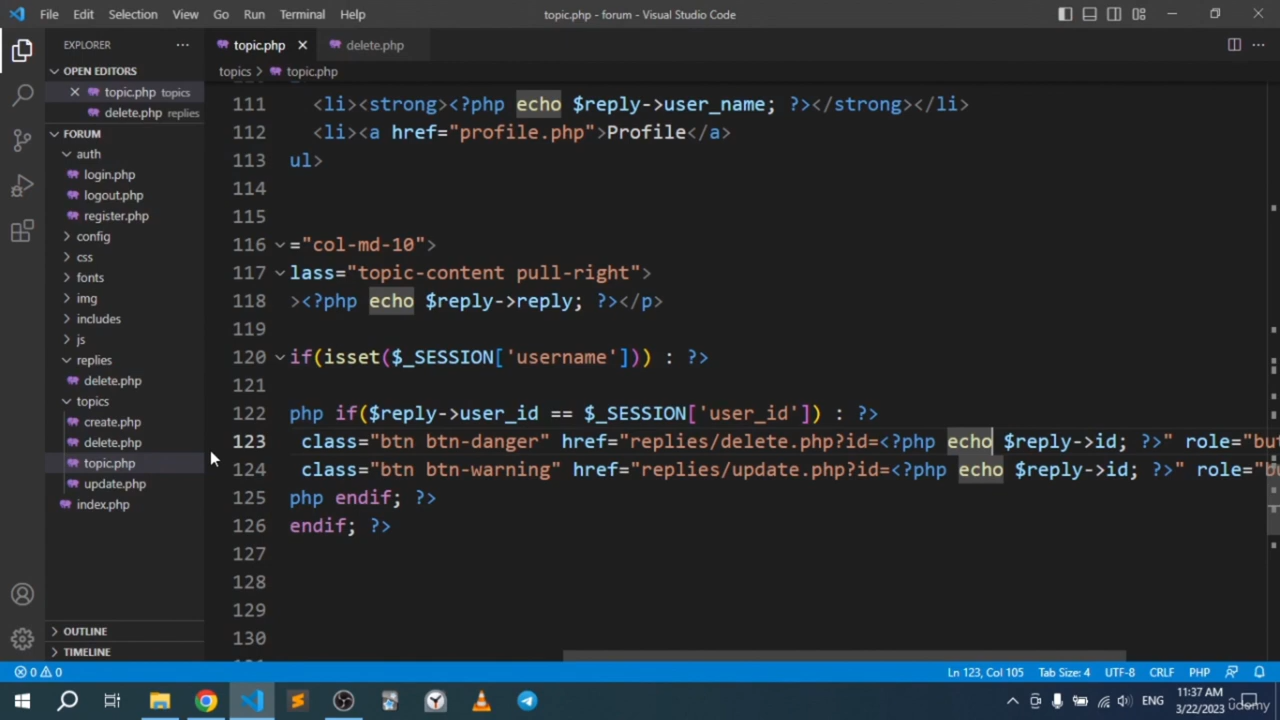 File Edit Selection View Go Run Terminal Help
topic.php - forum - Visual Studio Code
EXPLORER
OPEN EDITORS
topic.php topics
delete.php replies
FORUM
auth
login.php
logout.php
register.php
config
css
fonts
img
includes
js
replies
delete.php
topics
create.php
delete.php
topic.php
update.php
index.php
OUTLINE
TIMELINE
topic.php
delete.php
topics > topic.php
111 <li><strong><?php echo $reply->user_name; ?></strong></li>
112 <li><a href="profile.php">Profile</a>
113 ul>
114
115
116 ="col-md-10">
117 lass="topic-content pull-right">
118 ><?php echo $reply->reply; ?></p>
119
120 if(isset($_SESSION['username'])) : ?>
121
122 php if($reply->user_id == $_SESSION['user_id']) : ?>
123 class="btn btn-danger" href="replies/delete.php?id=<?php echo $reply->id; ?>" role="but
124 class="btn btn-warning" href="replies/update.php?id=<?php echo $reply->id; ?>" role="b
125 php endif; ?>
126 endif; ?>
127
128
129
130
0 0
Ln 123, Col 105
Tab Size: 4
UTF-8
CRLF
PHP
ENG
11:37 AM
3/22/2023
udemy